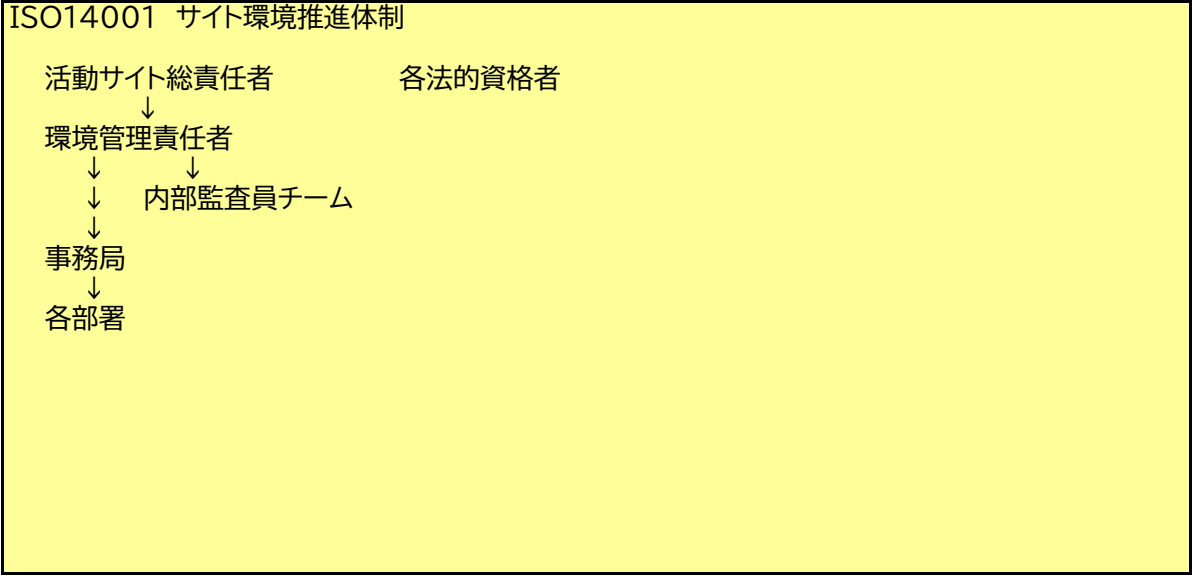 ISO14001 サイト環境推進体制
活動サイト総責任者 各法的資格者
↓
環境管理責任者
↓ ↓
↓ 内部監査員チーム
↓
事務局
↓
各部署